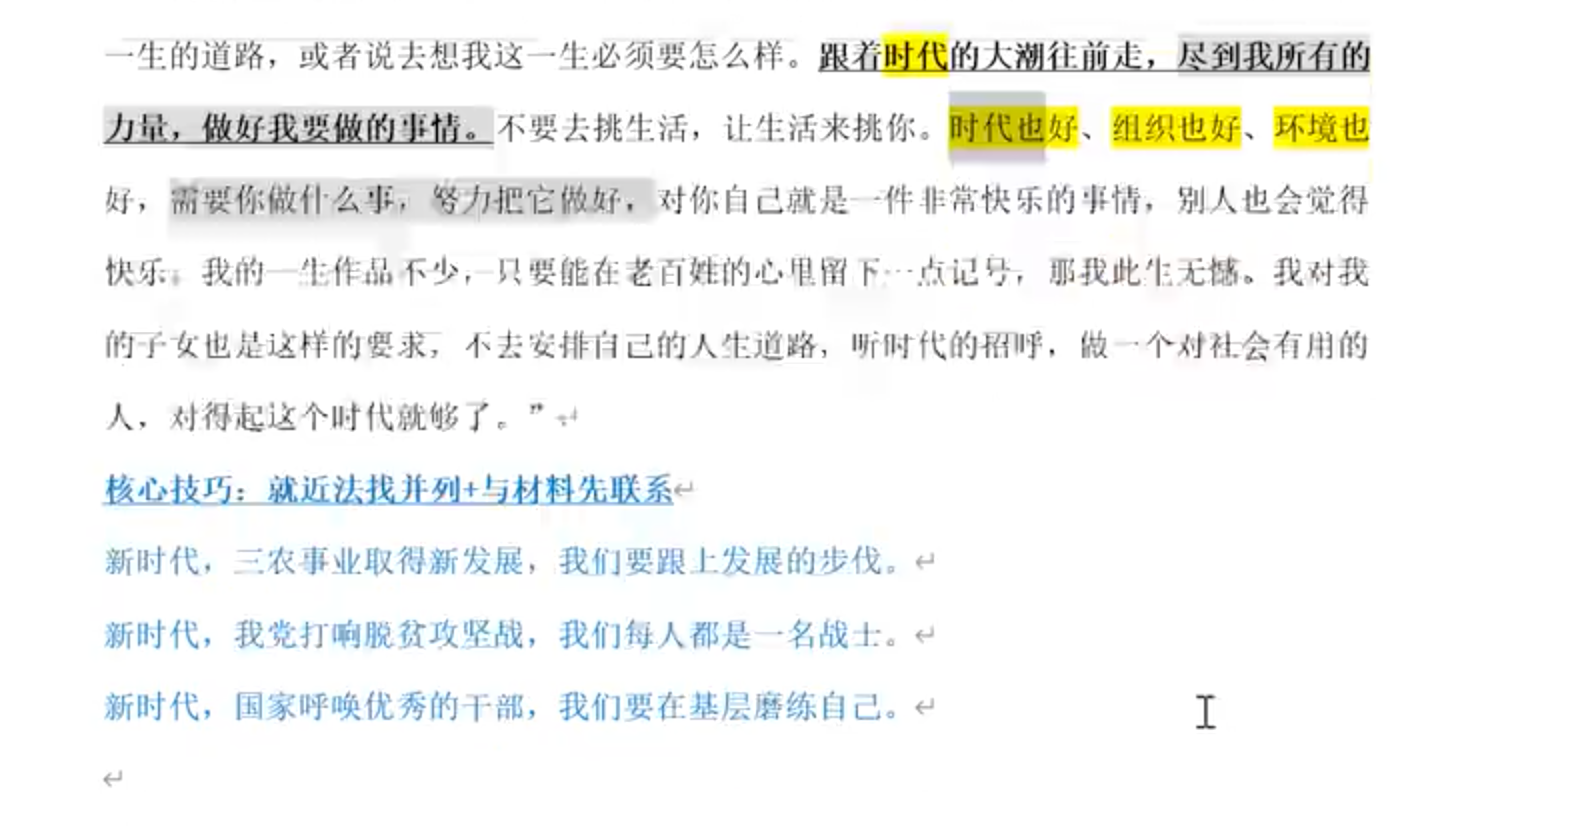 一生的道路，或者说去想我这一生必须要怎么样。跟着时代的大潮往前走，尽到我所有的
力量，做好我要做的事情。不要去挑生活，让生活来挑你。时代也好、组织也好、环境也
好，需要你做什么事，努力把它做好，对你自己就是一件非常快乐的事情，别人也会觉得
快乐。我的一生作品不少，只要能在老百姓的心里留下一点记号，那我此生无憾。我对我
的子女也是这样的要求，不去安排自己的人生道路，听时代的招呼，做一个对社会有用的
人，对得起这个时代就够了。”
核心技巧：就近法找并列+与材料先联系
新时代，三农事业取得新发展，我们要跟上发展的步伐。
新时代，我党打响脱贫攻坚战，我们每人都是一名战士。
新时代，国家呼唤优秀的干部，我们要在基层磨练自己。